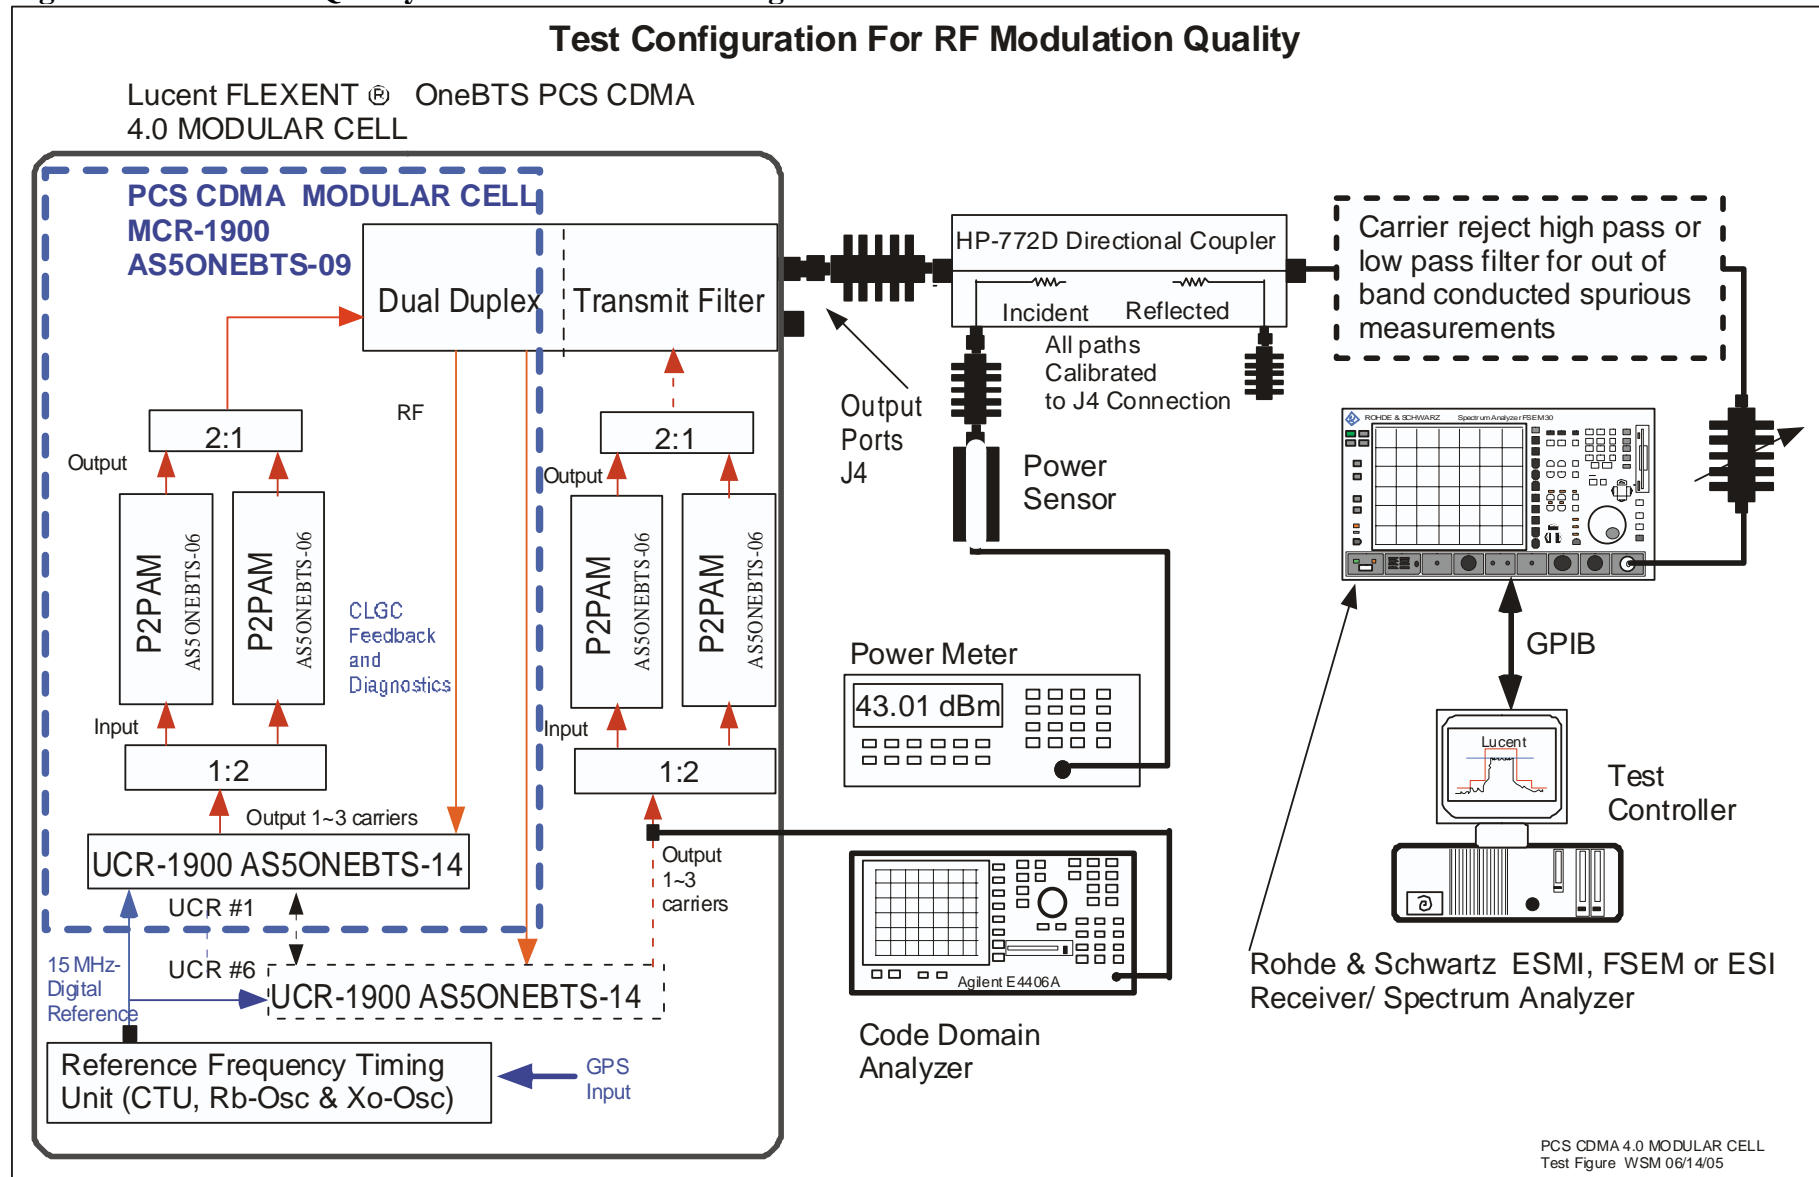 Test Configuration For RF Modulation Quality
Lucent FLEXENT ® OneBTS PCS CDMA
4.0 MODULAR CELL
PCS CDMA MODULAR CELL
MCR-1900
AS5ONEBTS-09
Dual Duplex
Transmit Filter
HP-772D Directional Coupler
Incident
Reflected
All paths
Calibrated
to J4 Connection
Carrier reject high pass or
low pass filter for out of
band conducted spurious
measurements
Output
Ports
J4
Power
Sensor
ROHDE & SCHWARZ
Spectrum Analyzer FSEM30
RF
2:1
2:1
Output
Output
P2PAM
AS5ONEBTS-06
P2PAM
AS5ONEBTS-06
P2PAM
AS5ONEBTS-06
P2PAM
AS5ONEBTS-06
CLGC
Feedback
and
Diagnostics
Input
Input
1:2
1:2
Power Meter
43.01 dBm
GPIB
Lucent
Test
Controller
Output 1~3 carriers
UCR-1900 AS5ONEBTS-14
UCR #1
Output
1~3
carriers
15 MHz-
Digital
Reference
UCR #6
UCR-1900 AS5ONEBTS-14
Agilent E4406A
Code Domain
Analyzer
Rohde & Schwartz ESMI, FSEM or ESI
Receiver/ Spectrum Analyzer
Reference Frequency Timing
Unit (CTU, Rb-Osc & Xo-Osc)
GPS
Input
PCS CDMA 4.0 MODULAR CELL
Test Figure WSM 06/14/05